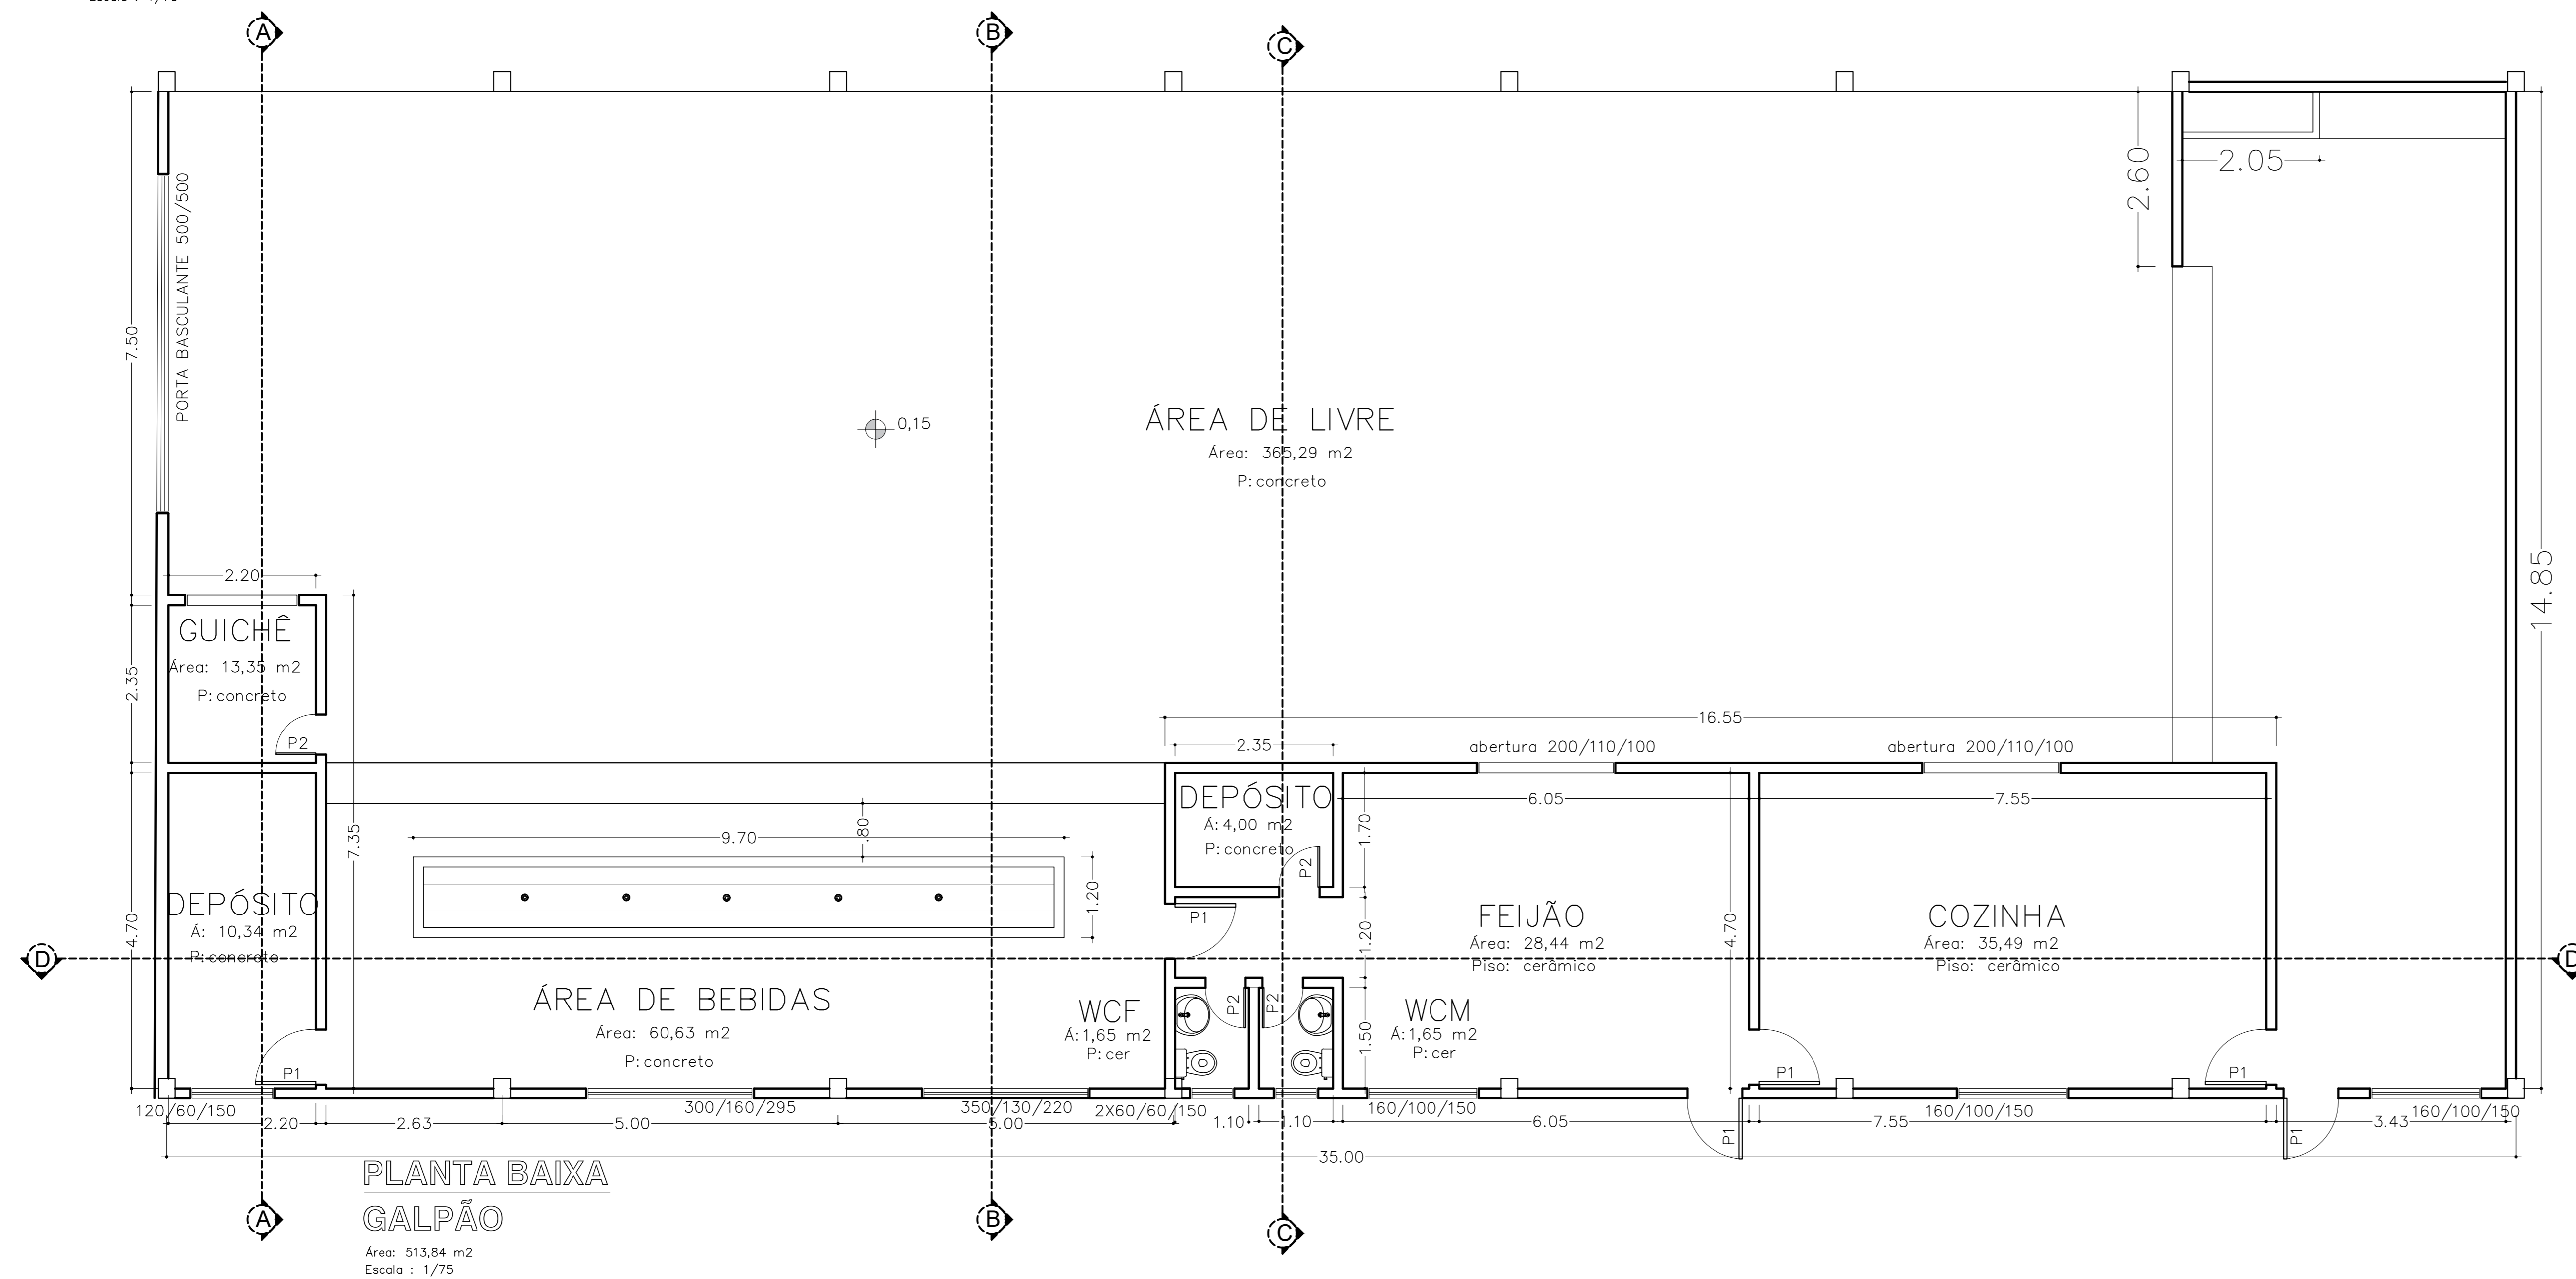 A
B
C
2.60
2.05
7.50
PORTA BASCULANTE 500/500
0,15
ÁREA DE LIVRE
Área: 365,29 m2
P:concreto
14.85
2.20
GUICHÊ
Área: 13,35 m2
P:concreto
2.35
P2
16.55
2.35
abertura 200/110/100
abertura 200/110/100
DEPÓSITO
Á:4,00 m2
P:concreto
P2
6.05
7.55
1.70
9.70
.80
7.35
1.20
4.70
DEPÓSITO
Á: 10,34 m2
P:concreto
P1
1.20
4.70
FEIJÃO
Área: 28,44 m2
Piso: cerâmico
COZINHA
Área: 35,49 m2
Piso: cerâmico
D
D
ÁREA DE BEBIDAS
Área: 60,63 m2
P:concreto
WCF
Á:1,65 m2
P:cer
P2
P2
1.50
WCM
Á:1,65 m2
P:cer
P1
P1
P1
120/60/150
300/160/295
350/130/220
2X60/60/150
160/100/150
160/100/150
160/100/150
2.20
2.63
5.00
5.00
1.10
1.10
6.05
P1
7.55
P1
3.43
35.00
PLANTA BAIXA
GALPÃO
Área: 513,84 m2
Escala : 1/75
A
B
C